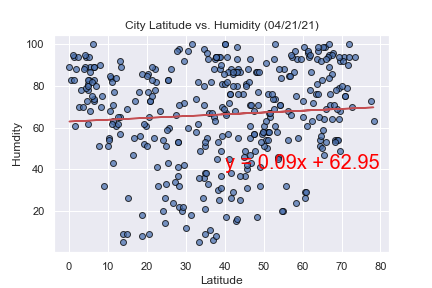 City Latitude vs. Humidity (04/21/21)
100
80
60
40
20
Humidity
y = 0.09x + 62.95
0 10 20 30 40 50 60 70 80
Latitude